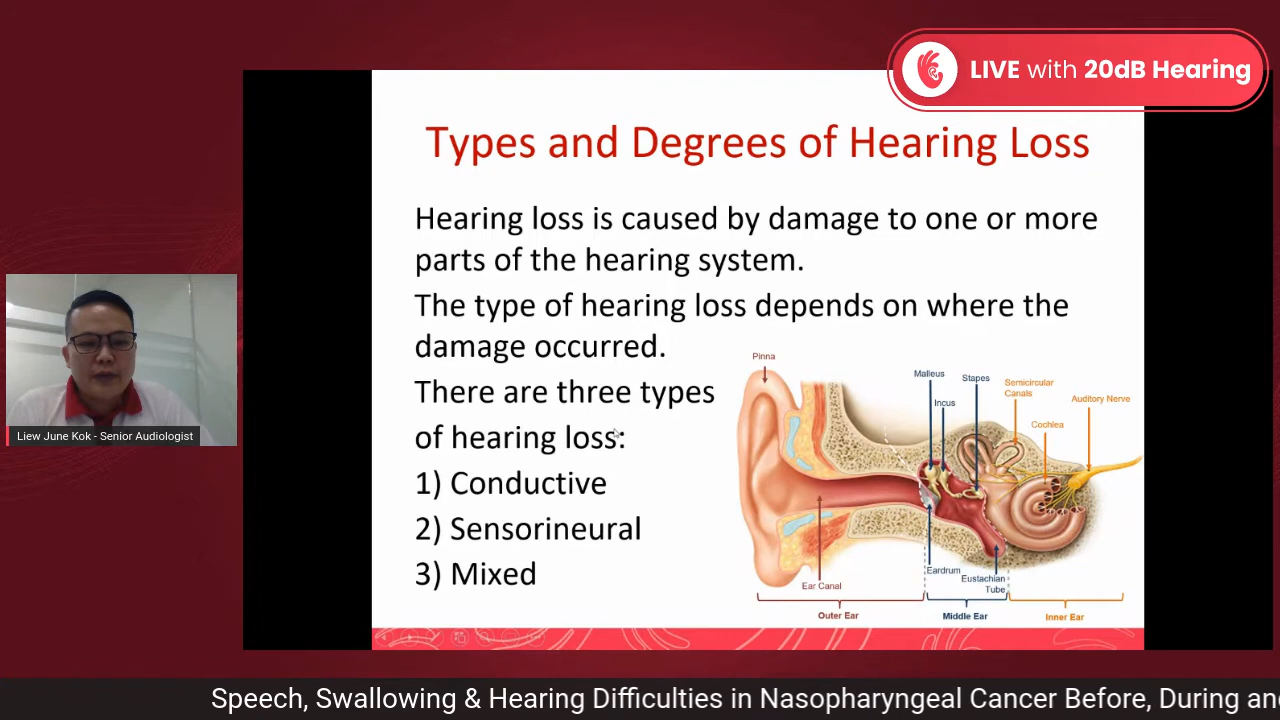 LIVE with 20dB Hearing
Types and Degrees of Hearing Loss
Hearing loss is caused by damage to one or more
parts of the hearing system.
The type of hearing loss depends on where the
damage occurred.
There are three types
of hearing loss:
1) Conductive
2) Sensorineural
3) Mixed
Pinna
Malleus
Incus
Stapes
Semicircular
Canals
Cochlea
Auditory Nerve
Ear Canal
Eardrum
Eustachian
Tube
Outer Ear
Middle Ear
Inner Ear
Liew June Kok - Senior Audiologist
Speech, Swallowing & Hearing Difficulties in Nasopharyngeal Cancer Before, During an